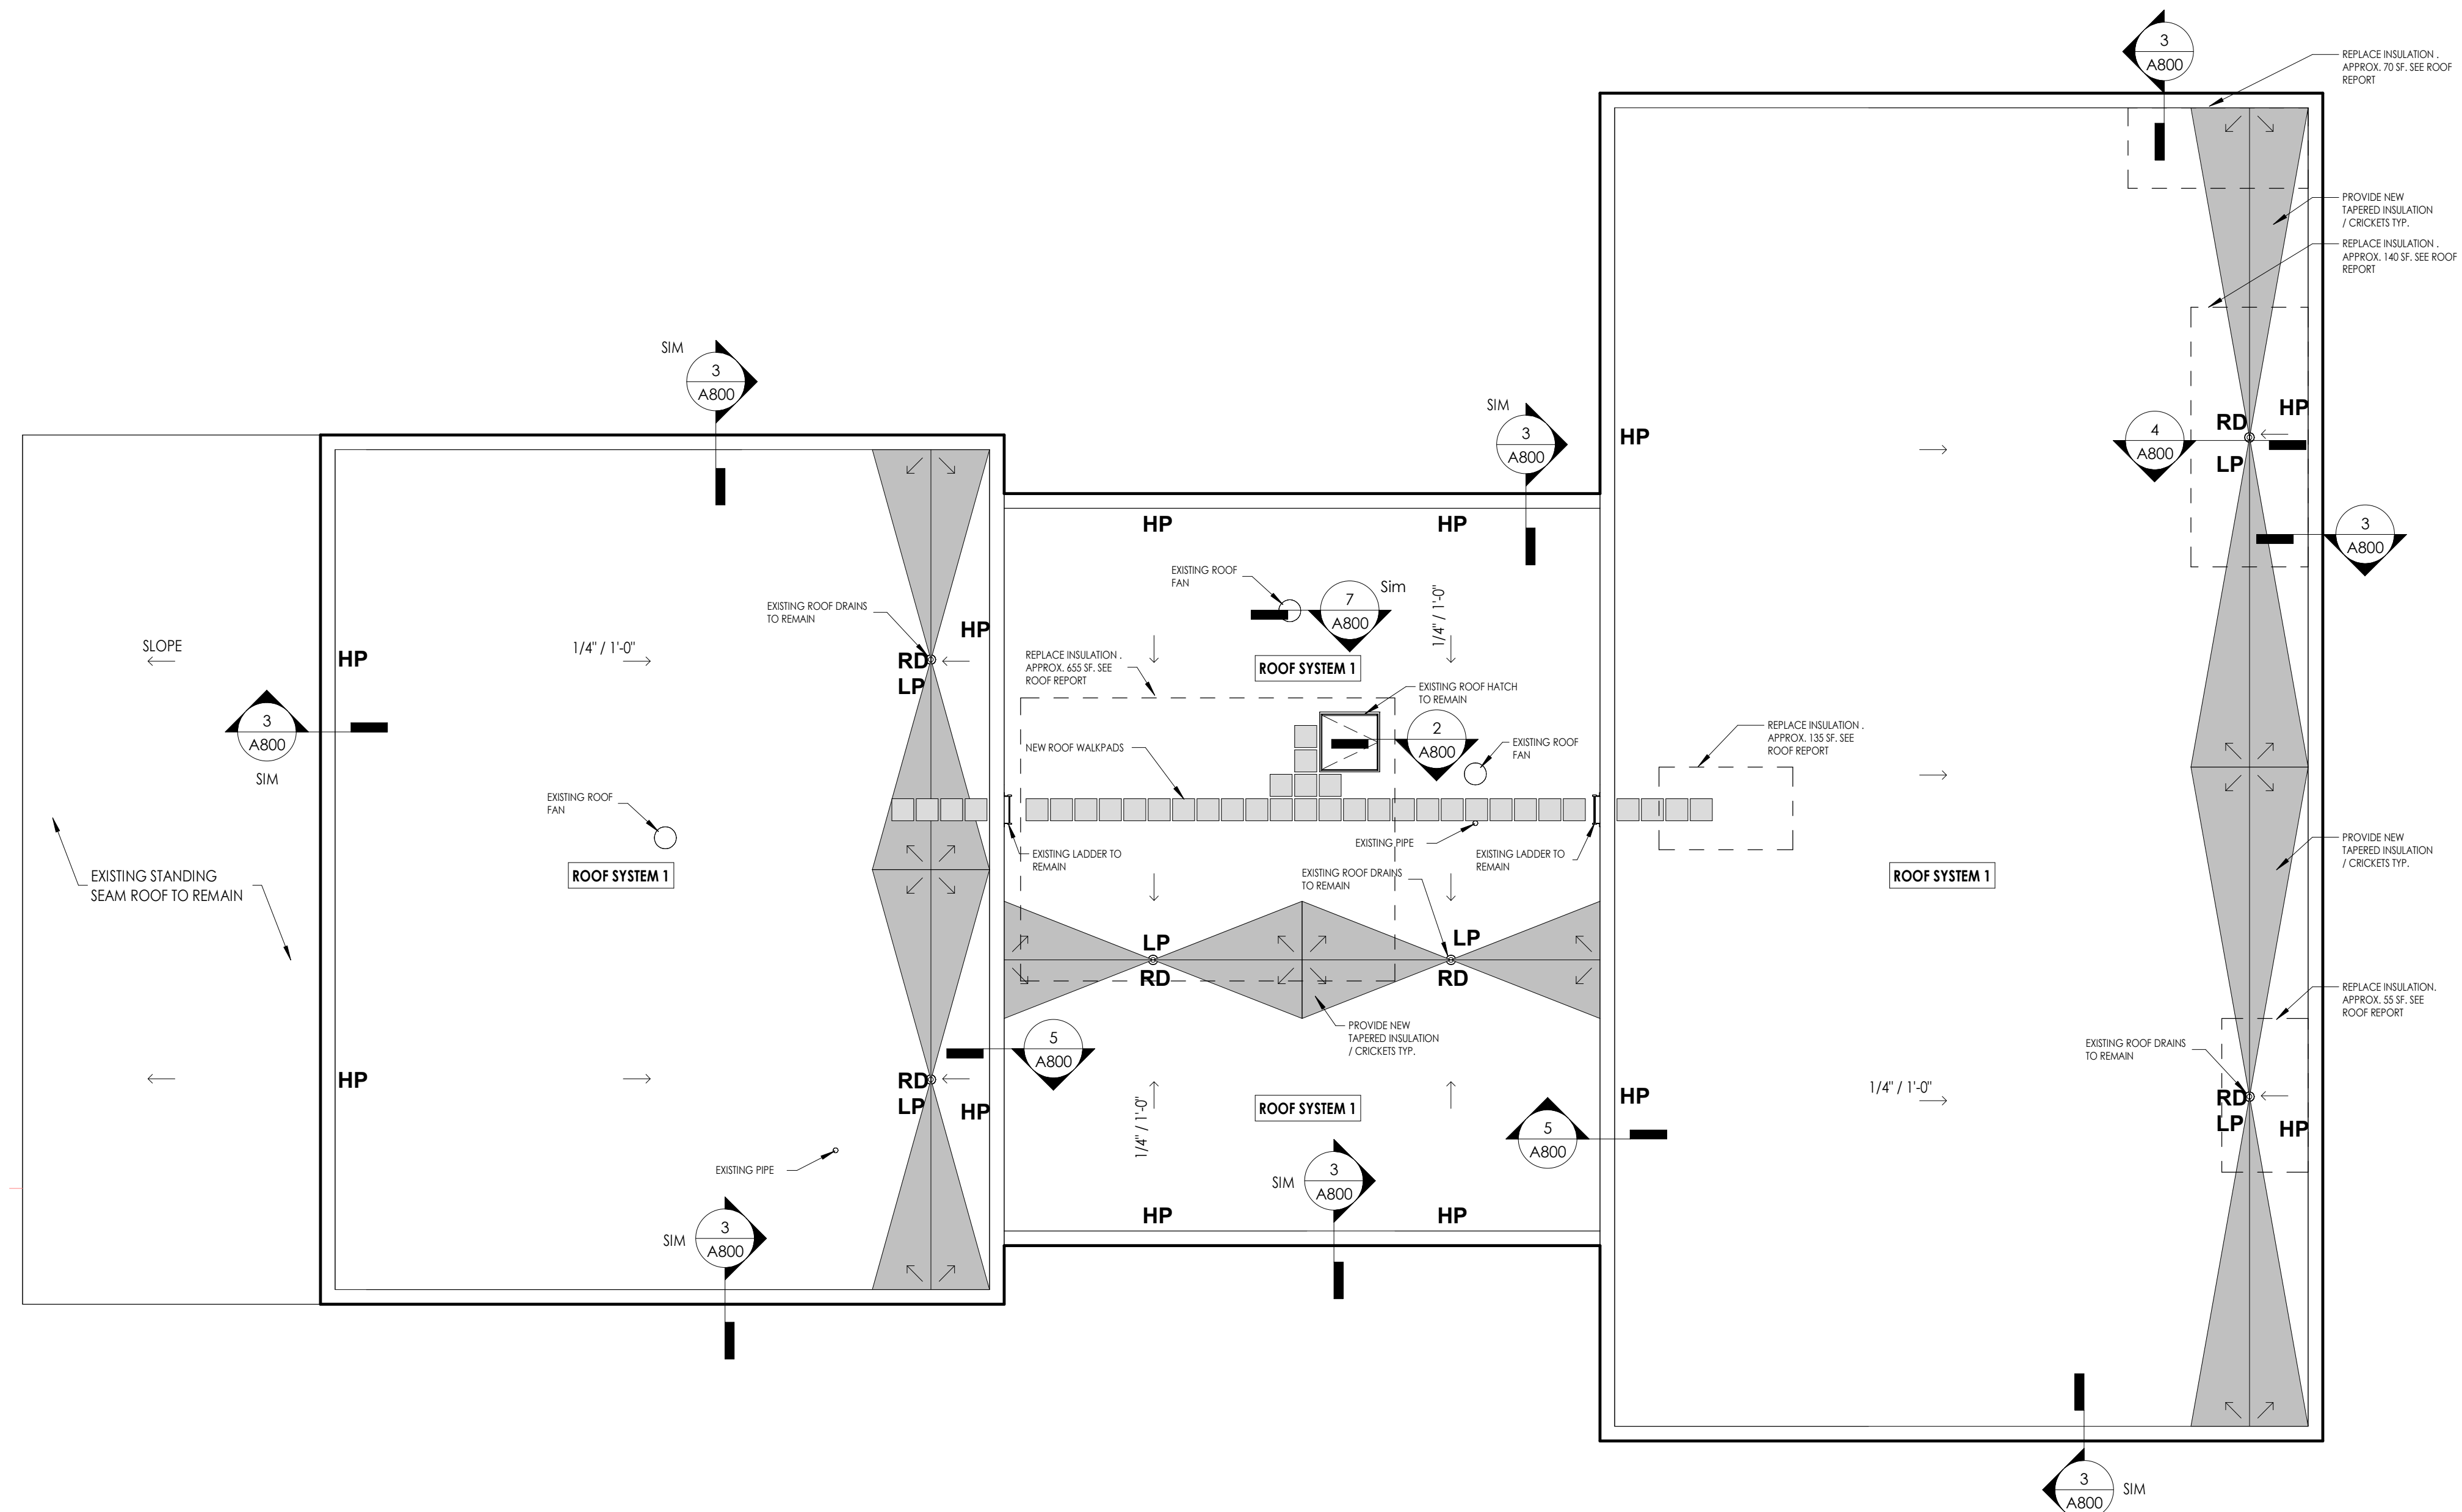 3
A800
REPLACE INSULATION .
APPROX. 70 SF. SEE ROOF
REPORT
PROVIDE NEW
TAPERED INSULATION
/ CRICKETS TYP.
REPLACE INSULATION .
APPROX. 140 SF. SEE ROOF
REPORT
SIM
3
A800
SIM
3
A800
HP
RD
HP
LP
4
A800
3
A800
HP
HP
EXISTING ROOF
FAN
7
A800
Sim
1/4" / 1'-0"
ROOF SYSTEM 1
EXISTING ROOF DRAINS
TO REMAIN
HP
RD
LP
SLOPE
HP
1/4" / 1'-0"
3
A800
SIM
REPLACE INSULATION .
APPROX. 655 SF. SEE
ROOF REPORT
EXISTING ROOF HATCH
TO REMAIN
2
A800
NEW ROOF WALKPADS
EXISTING ROOF
FAN
REPLACE INSULATION .
APPROX. 135 SF. SEE
ROOF REPORT
EXISTING ROOF
FAN
ROOF SYSTEM 1
EXISTING STANDING
SEAM ROOF TO REMAIN
EXISTING LADDER TO
REMAIN
EXISTING PIPE
EXISTING LADDER TO
REMAIN
EXISTING ROOF DRAINS
TO REMAIN
ROOF SYSTEM 1
PROVIDE NEW
TAPERED INSULATION
/ CRICKETS TYP.
LP
RD
LP
RD
PROVIDE NEW
TAPERED INSULATION
/ CRICKETS TYP.
REPLACE INSULATION.
APPROX. 55 SF. SEE
ROOF REPORT
EXISTING ROOF DRAINS
TO REMAIN
5
A800
HP
RD
LP
HP
1/4" / 1'-0"
ROOF SYSTEM 1
5
A800
HP
1/4" / 1'-0"
RD
LP
HP
EXISTING PIPE
SIM
3
A800
SIM
3
A800
HP
HP
3
A800
SIM